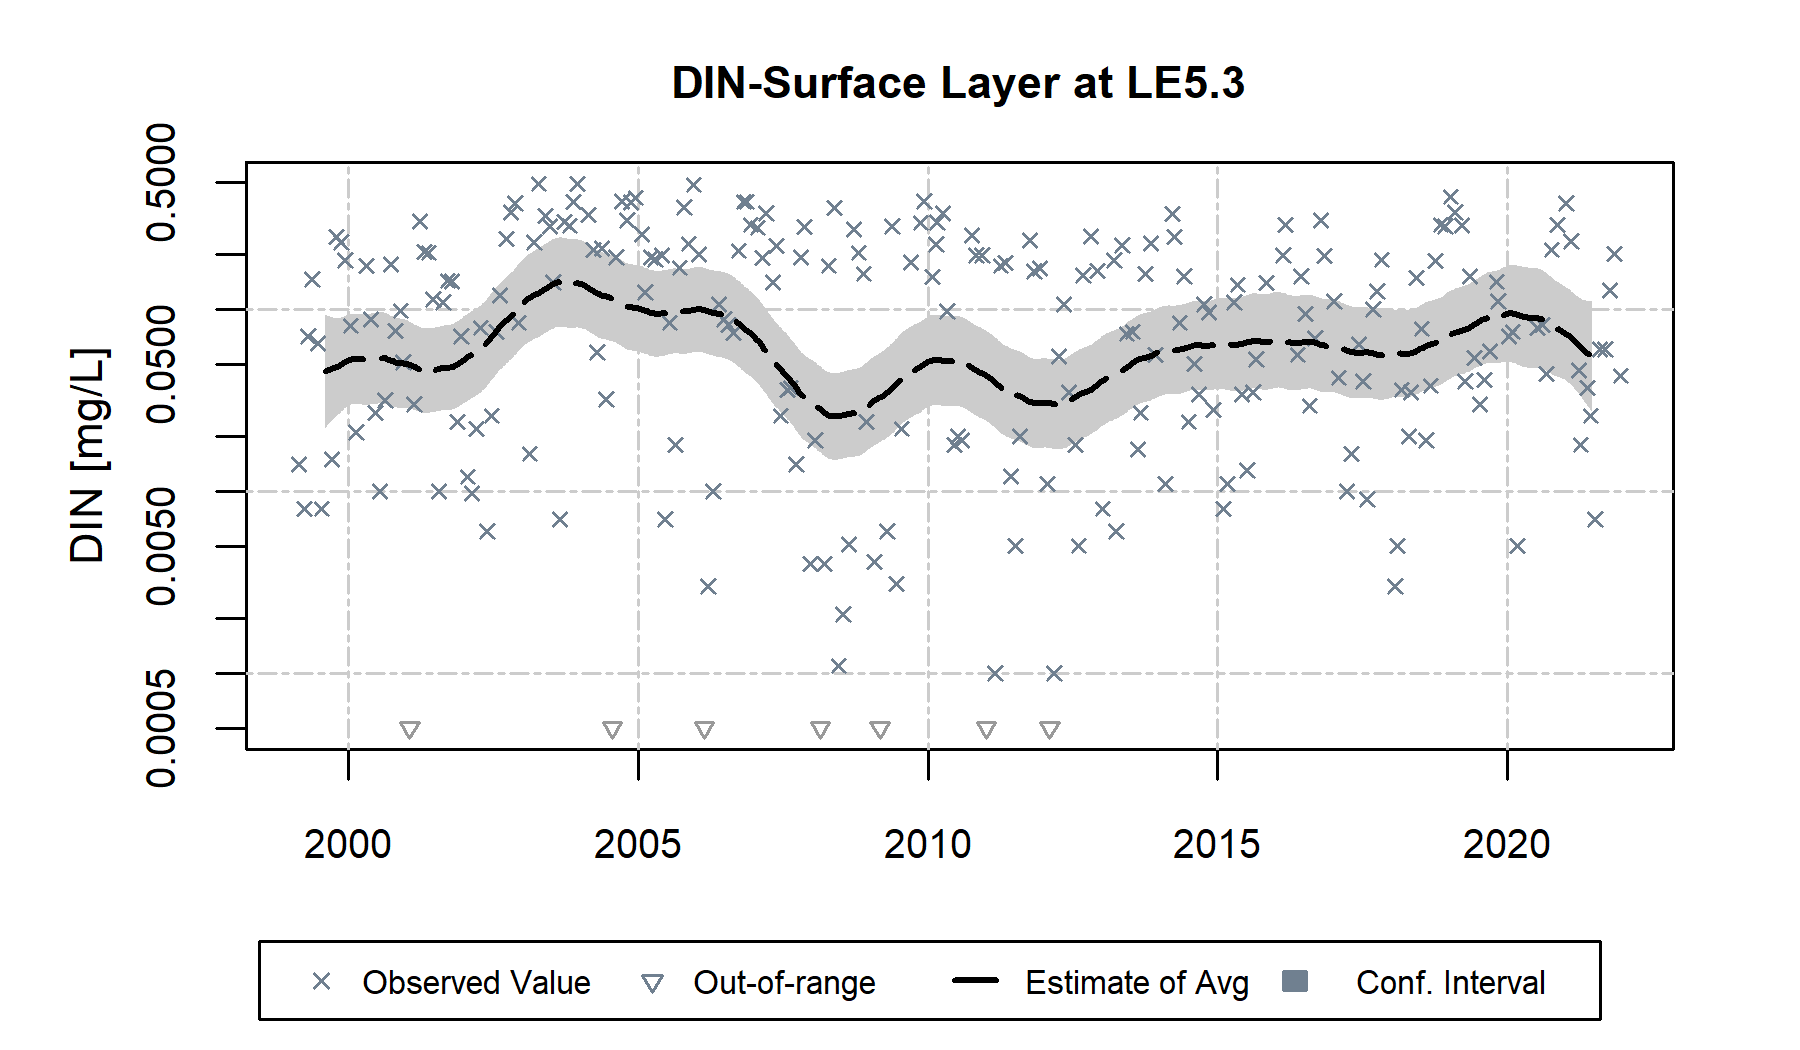 DIN-Surface Layer at LE5.3
DIN [mg/L]
0.5000
0.0500
0.0050
0.0005
2000 2005 2010 2015 2020
Observed Value Out-of-range Estimate of Avg Conf. Interval